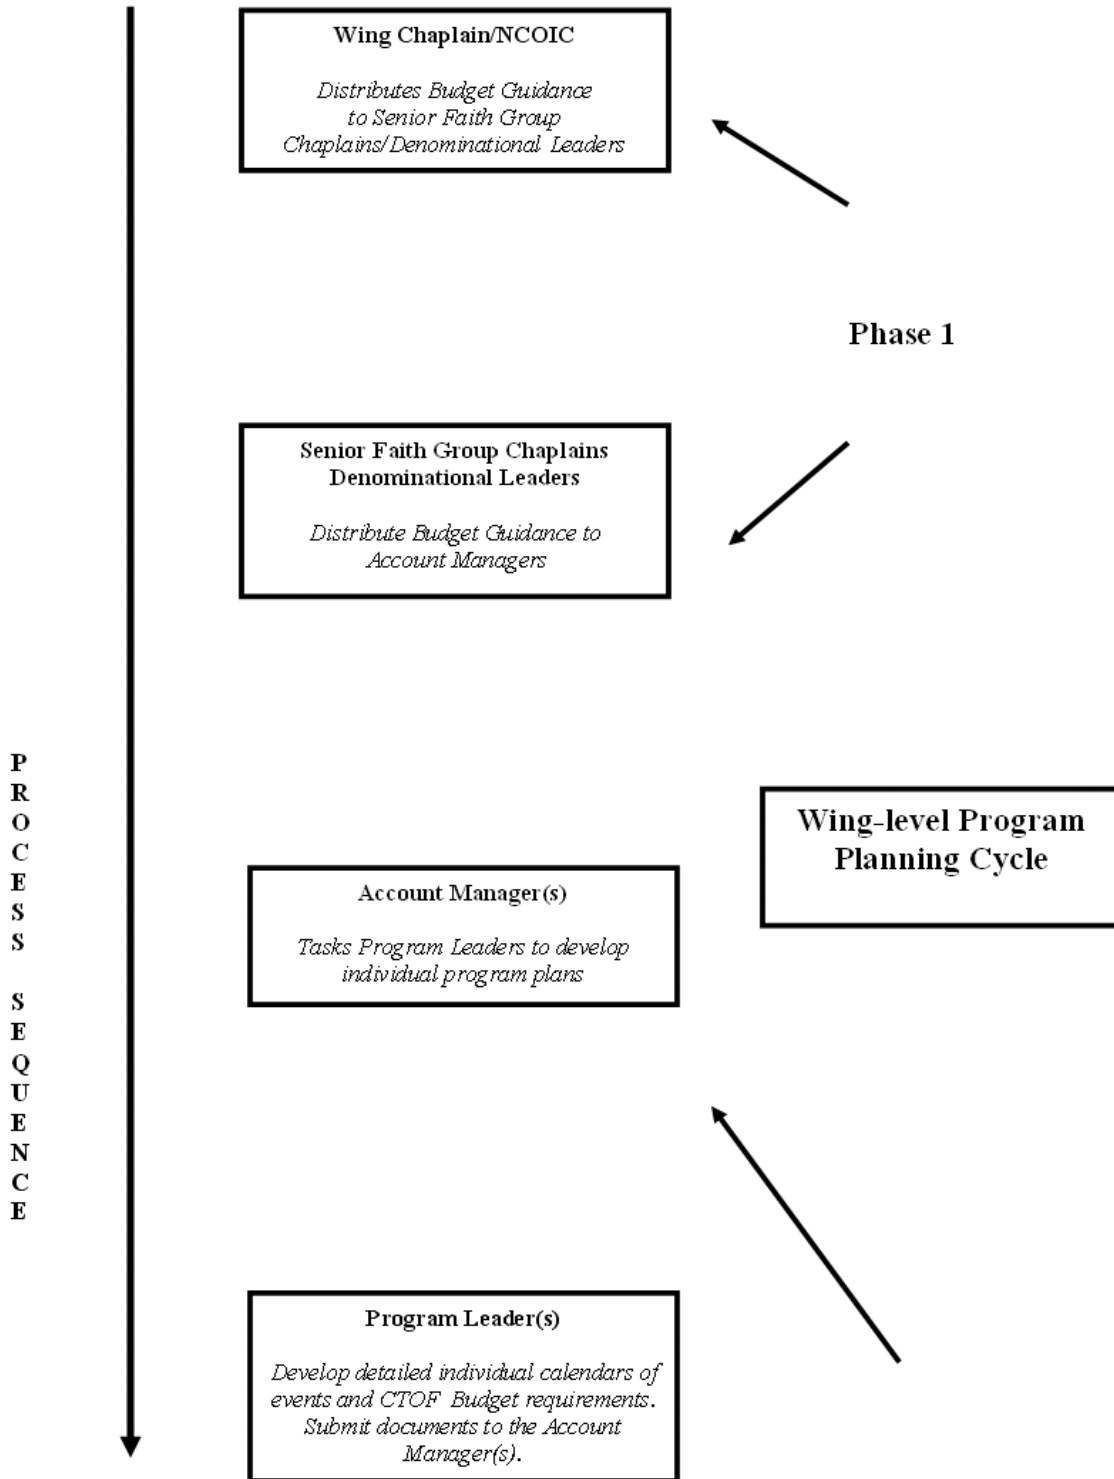 Wing Chaplain/NCOIC
Distributes Budget Guidance
to Senior Faith Group
Chaplains/Denominational Leaders
Phase 1
Senior Faith Group Chaplains
Denominational Leaders
Distribute Budget Guidance to
Account Managers
PROCESS SEQUENCE
Wing-level Program
Planning Cycle
Account Manager(s)
Tasks Program Leaders to develop
individual program plans
Program Leader(s)
Develop detailed individual calendars of
events and CTOF Budget requirements.
Submit documents to the Account
Manager(s).